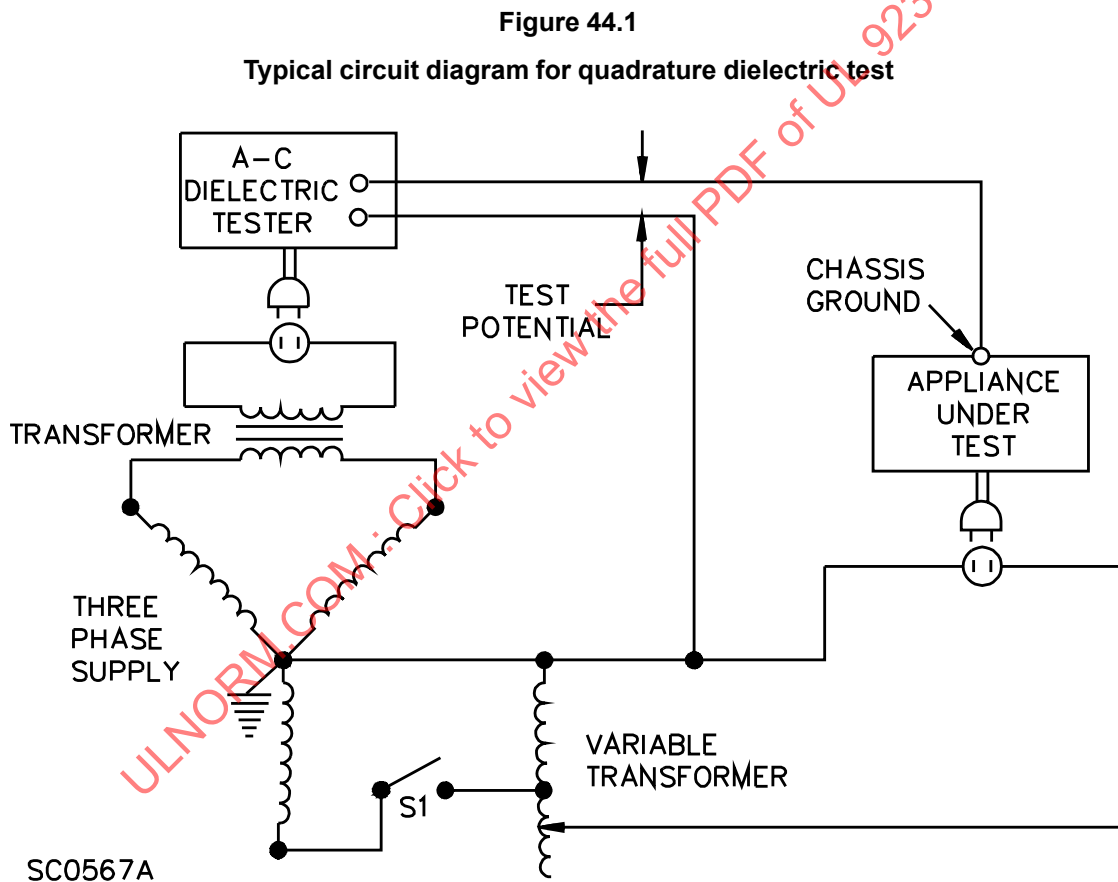 Figure 44.1
Typical circuit diagram for quadrature dielectric test
A-C
DIELECTRIC
TESTER
TEST
POTENTIAL
CHASSIS
GROUND
APPLIANCE
UNDER
TEST
TRANSFORMER
THREE
PHASE
SUPPLY
S1
VARIABLE
TRANSFORMER
SC0567A
ULNORM.COM : Click to view the full PDF of UL 923